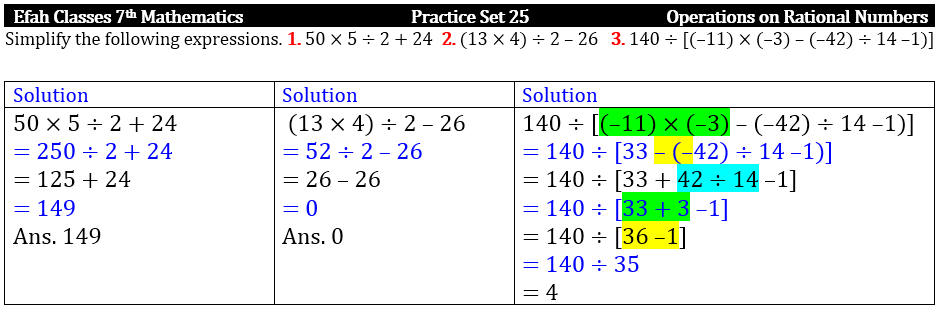 Efah Classes 7th Mathematics Practice Set 25 Operations on Rational Numbers
Simplify the following expressions. 1. 50 × 5 ÷ 2 + 24 2. (13 × 4) ÷ 2 – 26 3. 140 ÷ [(–11) × (–3) – (–42) ÷ 14 –1)]
Solution
50 × 5 ÷ 2 + 24
= 250 ÷ 2 + 24
= 125 + 24
= 149
Ans. 149
Solution
(13 × 4) ÷ 2 – 26
= 52 ÷ 2 – 26
= 26 – 26
= 0
Ans. 0
Solution
140 ÷ [(–11) × (–3) – (–42) ÷ 14 –1)]
= 140 ÷ [33 – (–42) ÷ 14 –1)]
= 140 ÷ [33 + 42 ÷ 14 –1]
= 140 ÷ [33 + 3 –1]
= 140 ÷ [36 –1]
= 140 ÷ 35
= 4